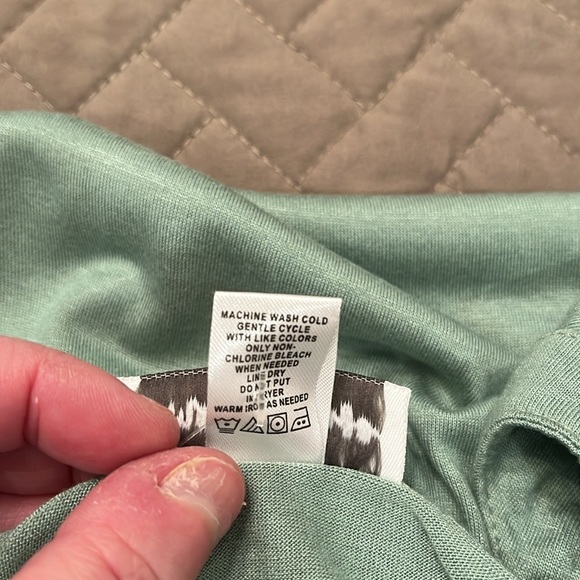 MACHINE WASH COLD
GENTLE CYCLE
WITH LIKE COLORS
ONLY NON-
CHLORINE BLEACH
WHEN NEEDED
LINE DRY
DO NOT PUT
IN DRYER
WARM IRON AS NEEDED